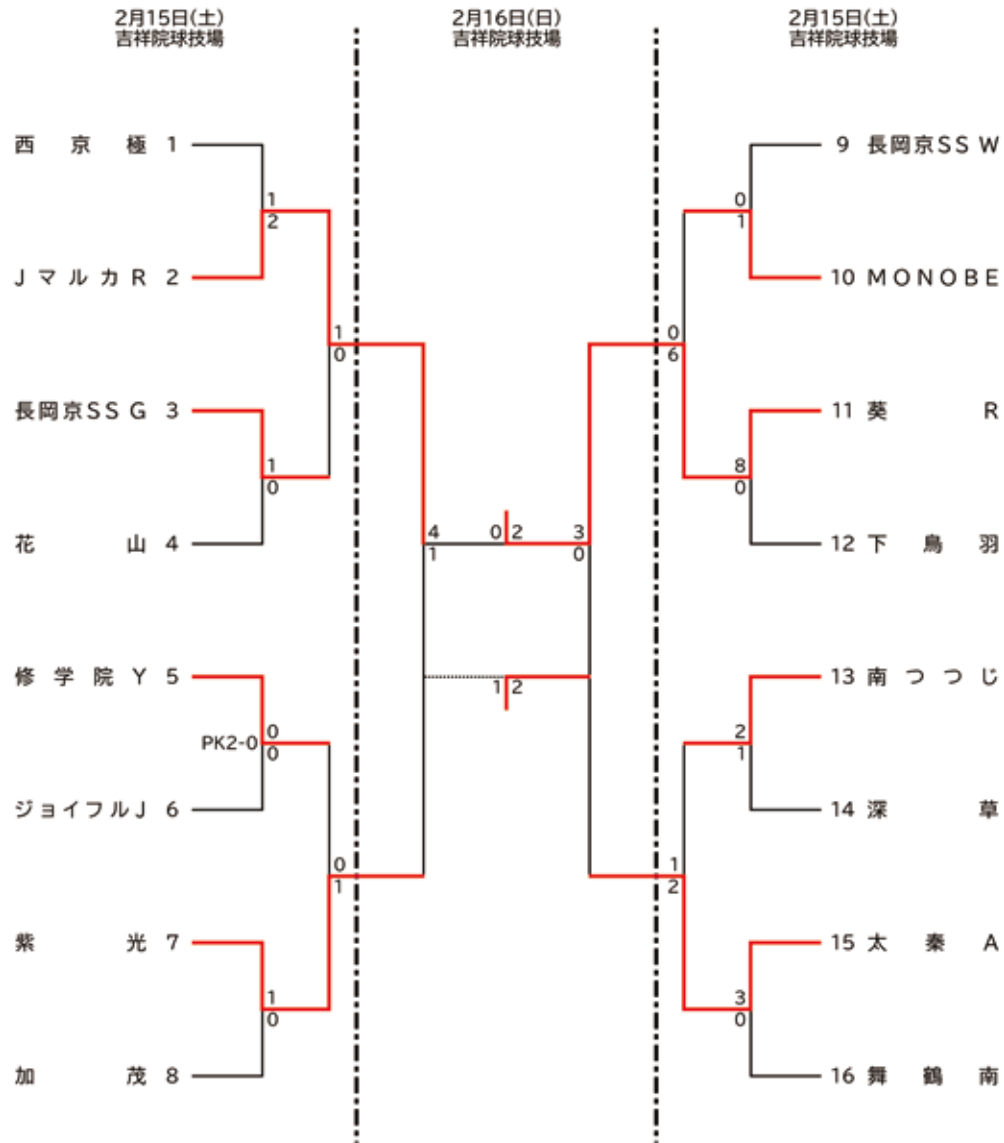 2月15日(土)
吉祥院球技場
2月16日(日)
吉祥院球技場
2月15日(土)
吉祥院球技場
西京極 1
1
2
JマルカR 2
1
0
長岡京SSG 3
1
0
花山 4
修学院Y 5
PK2-0
0
0
ジョイフルJ 6
0
1
紫光 7
1
0
加茂 8
4
1
0 2
3
0
1 2
9 長岡京SSW
0
1
10 MONOBE
0
6
11 葵R
8
0
12 下鳥羽
13 南つつじ
2
1
14 深草
1
2
15 太秦A
3
0
16 舞鶴南